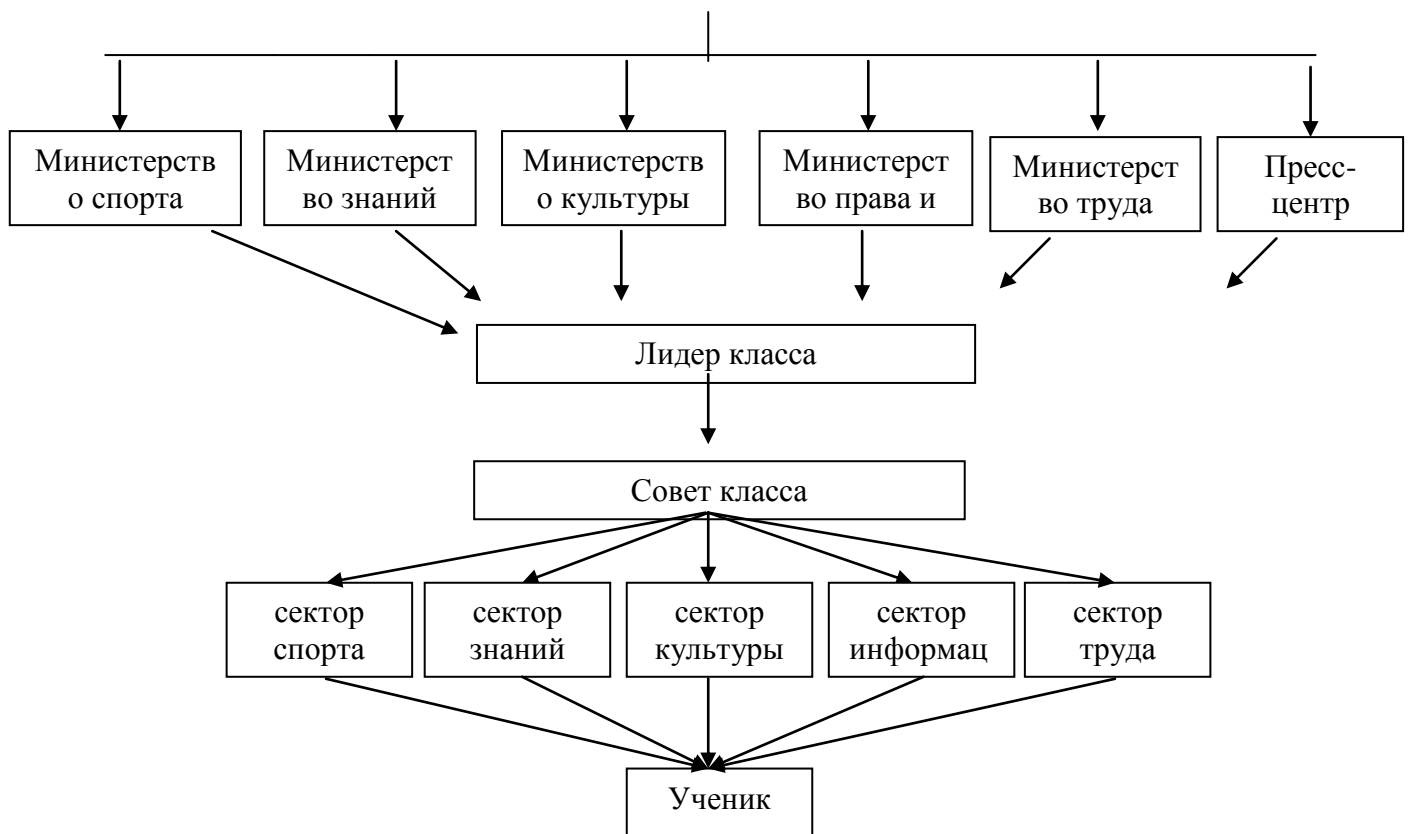 Министерств
о спорта
Министерст
во знаний
Министерств
о культуры
Министерст
во права и
Министерст
во труда
Пресс-
центр
Лидер класса
Совет класса
сектор
спорта
сектор
знаний
сектор
культуры
сектор
информац
сектор
труда
Ученик